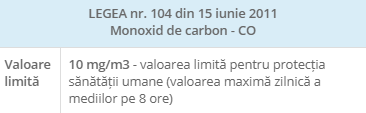 LEGEA nr. 104 din 15 iunie 2011
Monoxid de carbon - CO
Valoare limită
10 mg/m3 - valoarea limită pentru protecția
sănătății umane (valoarea maximă zilnică a
mediilor pe 8 ore)